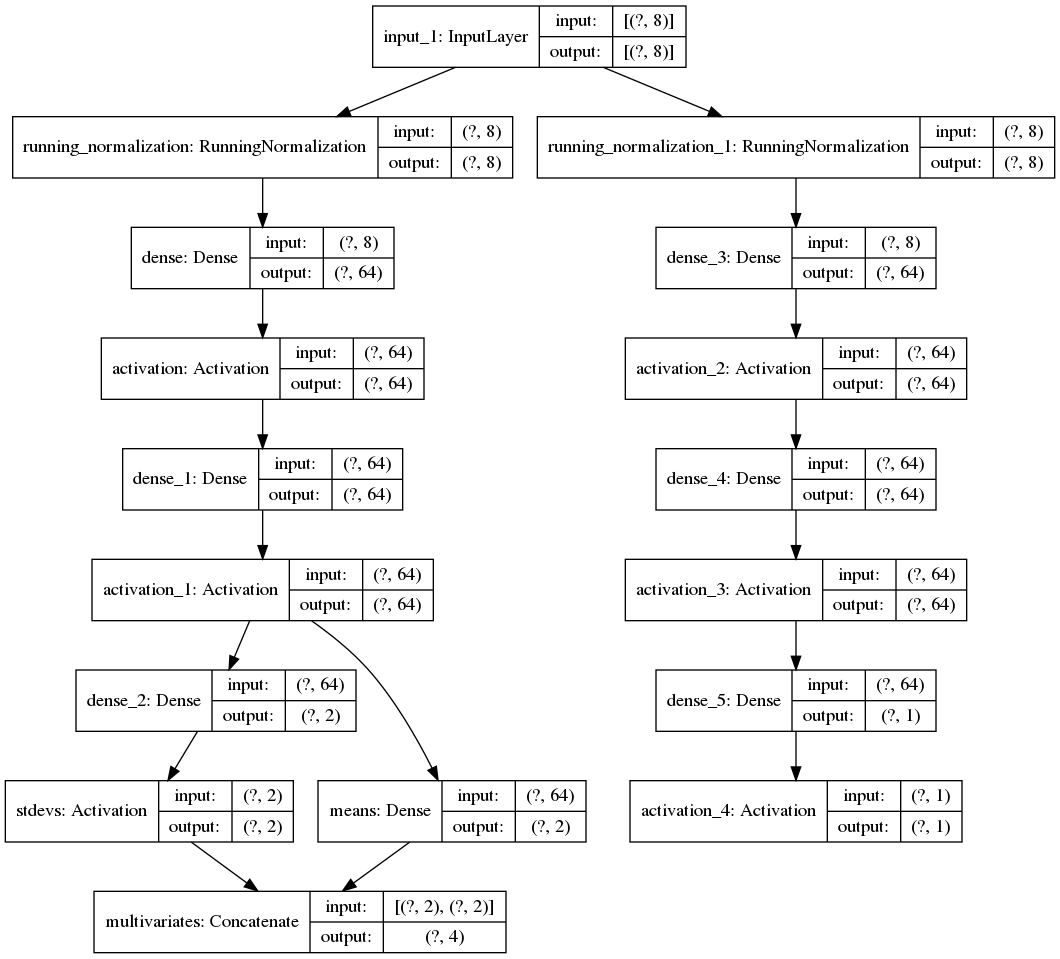 input_1: InputLayer
input: [(?, 8)]
output: [(?, 8)]
running_normalization: RunningNormalization
input: (?, 8)
output: (?, 8)
running_normalization_1: RunningNormalization
input: (?, 8)
output: (?, 8)
dense: Dense
input: (?, 8)
output: (?, 64)
dense_3: Dense
input: (?, 8)
output: (?, 64)
activation: Activation
input: (?, 64)
output: (?, 64)
activation_2: Activation
input: (?, 64)
output: (?, 64)
dense_1: Dense
input: (?, 64)
output: (?, 64)
dense_4: Dense
input: (?, 64)
output: (?, 64)
activation_1: Activation
input: (?, 64)
output: (?, 64)
activation_3: Activation
input: (?, 64)
output: (?, 64)
dense_2: Dense
input: (?, 64)
output: (?, 2)
dense_5: Dense
input: (?, 64)
output: (?, 1)
stdevs: Activation
input: (?, 2)
output: (?, 2)
means: Dense
input: (?, 64)
output: (?, 2)
activation_4: Activation
input: (?, 1)
output: (?, 1)
multivariates: Concatenate
input: [(?, 2), (?, 2)]
output: (?, 4)